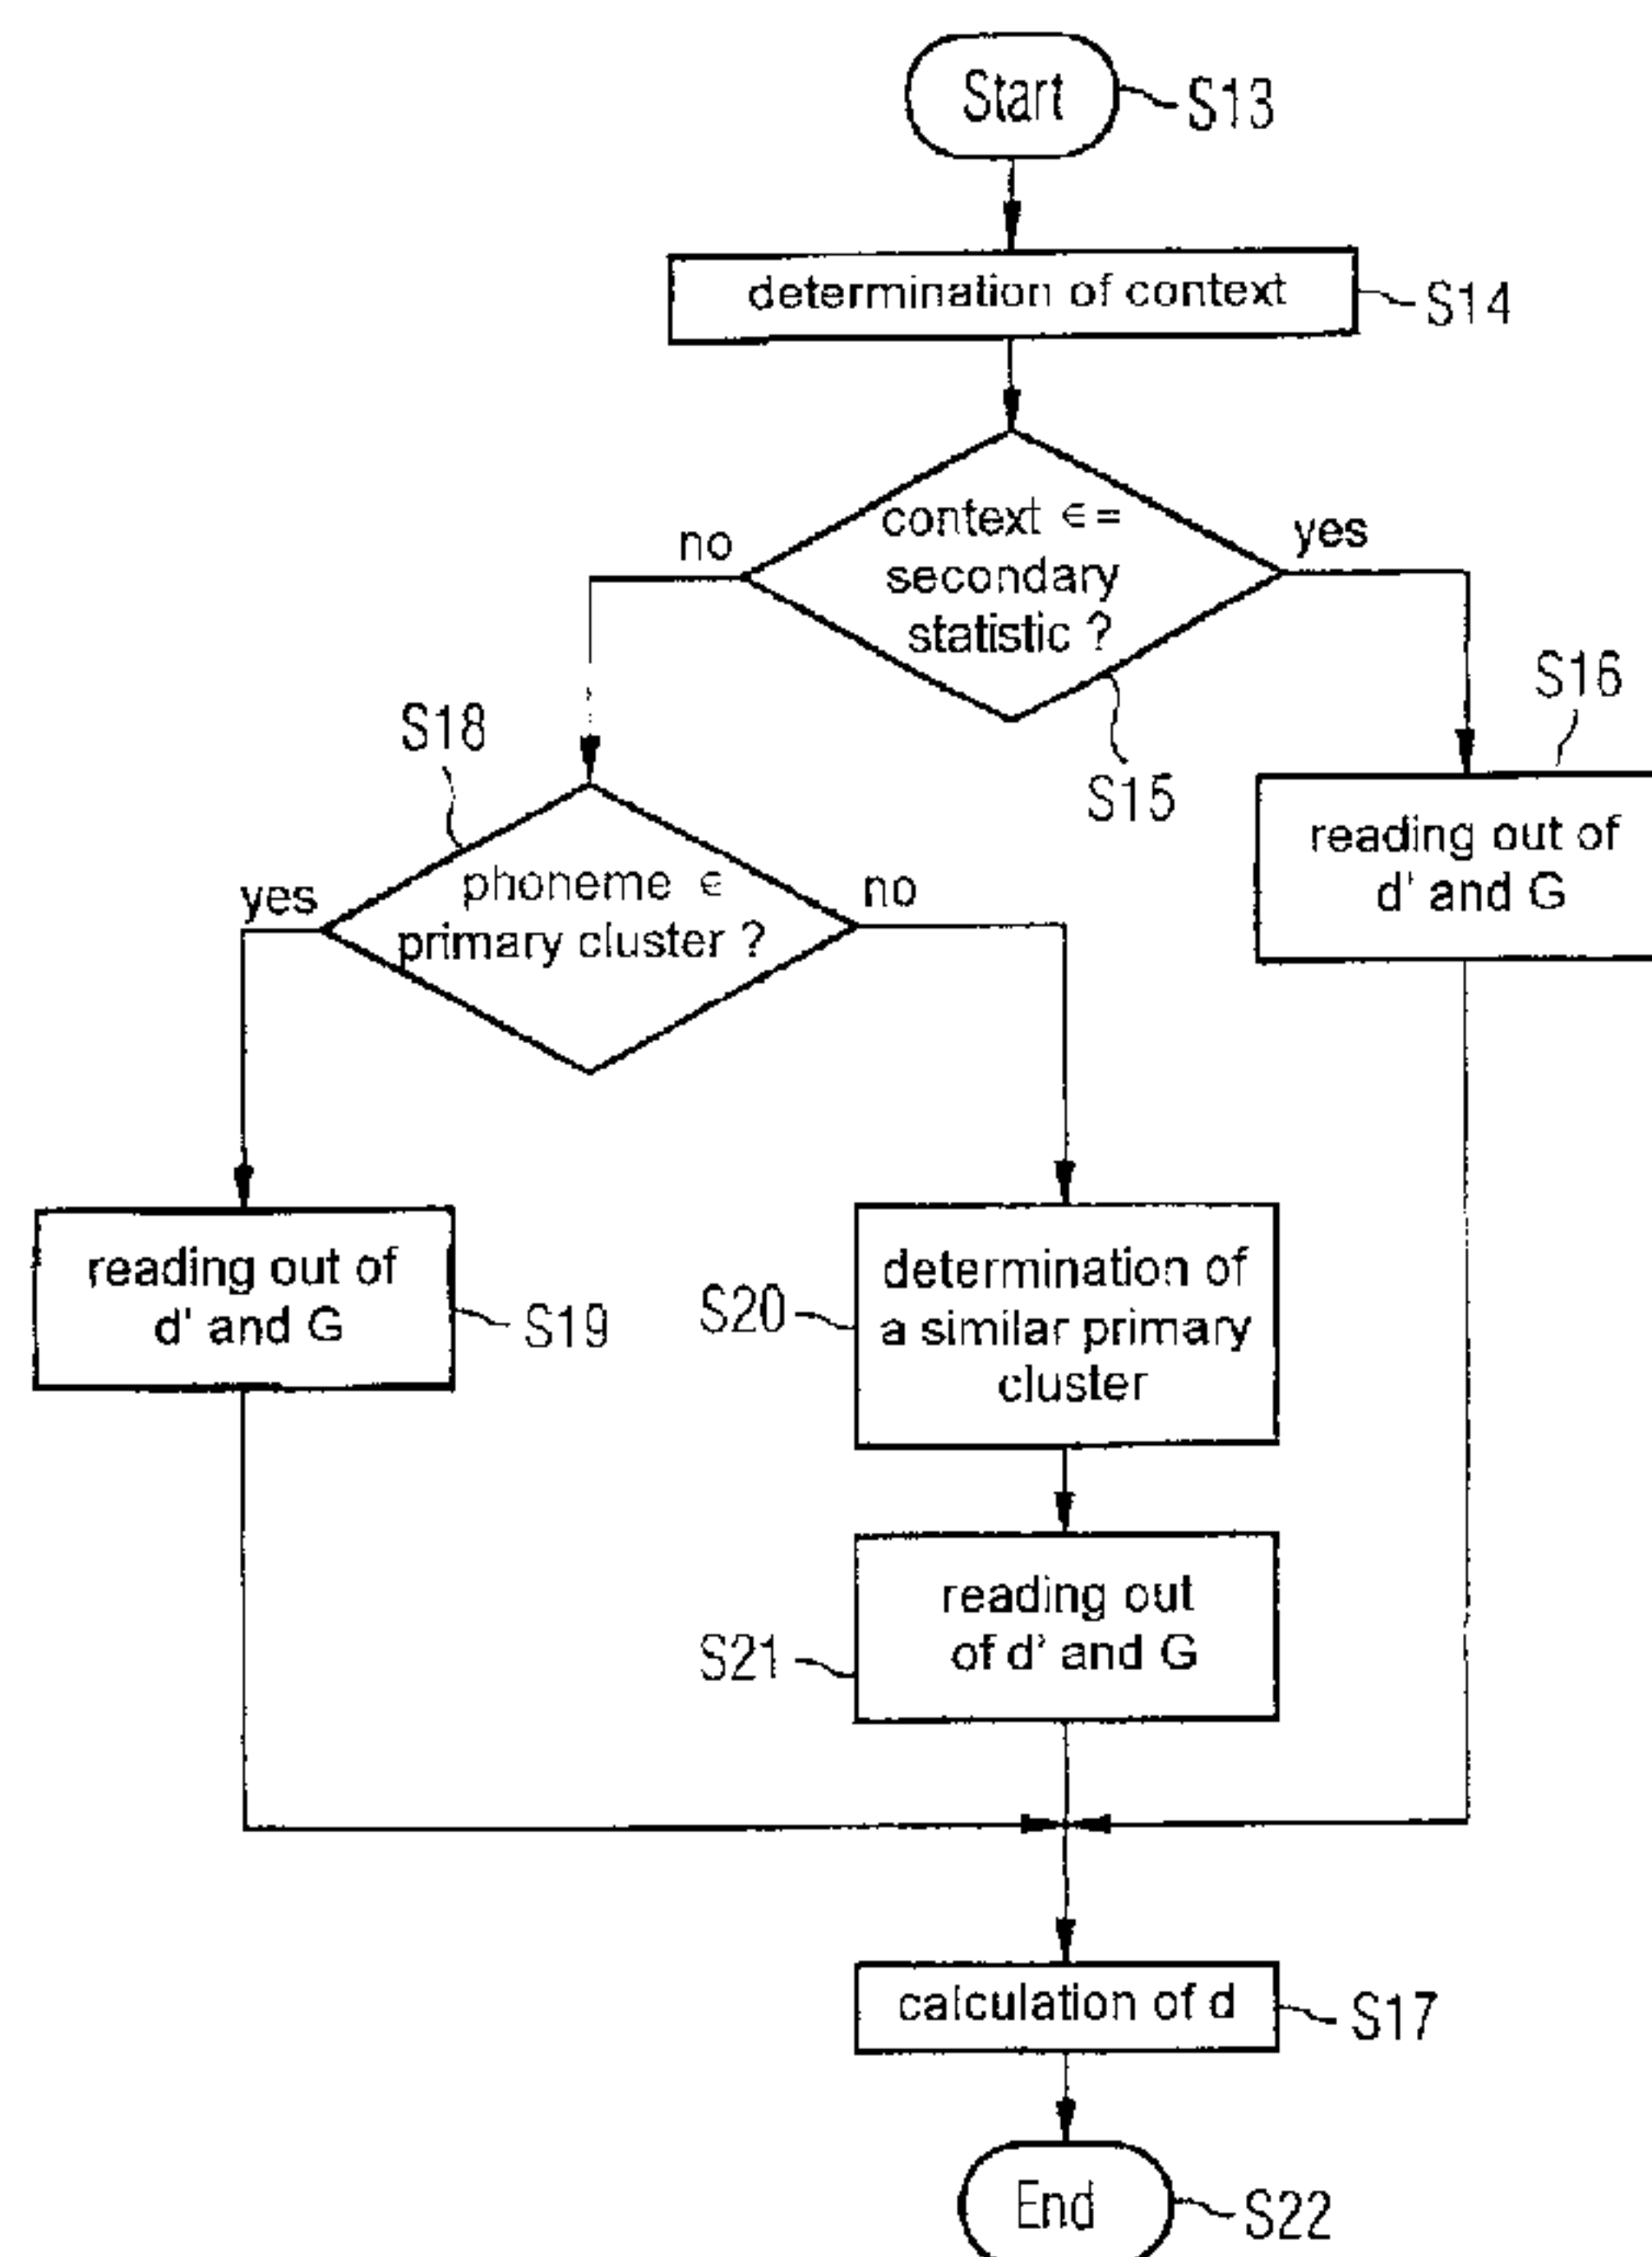 Start
S13
determination of context
S14
no
context ∈ =
secondary
statistic ?
yes
S15
S16
reading out of
d' and G
S18
yes
phoneme ∈
primary cluster ?
no
reading out of
d' and G
S19
S20
determination of
a similar primary
cluster
S21
reading out
of d' and G
calculation of d
S17
End
S22